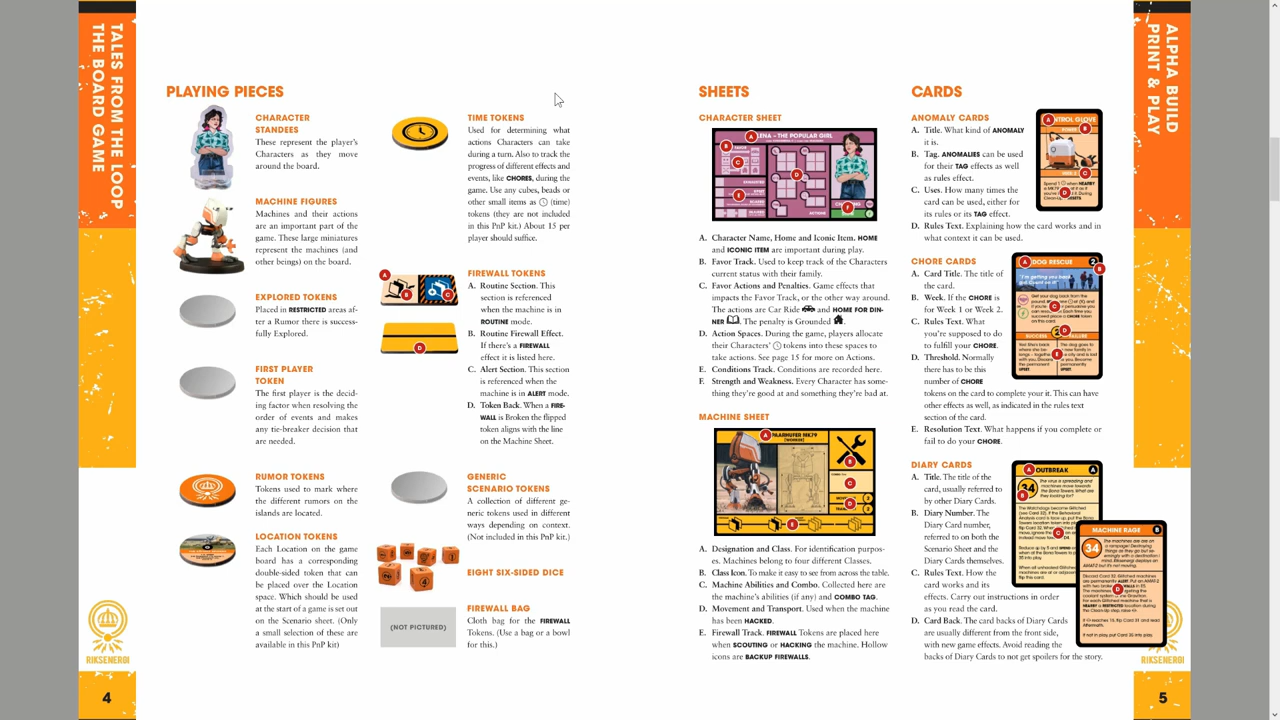 TALES FROM THE LOOP
THE BOARD GAME
PLAYING PIECES
CHARACTER
STANDEES
These represent the player's
Characters as they move
around the board.
MACHINE FIGURES
Machines and their actions
are an important part of the
game. These large miniatures
represent the machines (and
other beings) on the board.
EXPLORED TOKENS
Placed in RESTRICTED areas af-
ter a Rumor there is success-
fully Explored.
FIRST PLAYER
TOKEN
The first player is the decid-
ing factor when resolving the
order of events and makes
any tie-breaker decision that
are needed.
RUMOR TOKENS
Tokens used to mark where
the different rumors on the
islands are located.
LOCATION TOKENS
Each Location on the game
board has a corresponding
double-sided token that can
be placed over the Location
space. Which should be used
at the start of a game is set out
on the Scenario sheet. (Only
a small selection of these are
available in this PnP kit)
TIME TOKENS
Used for determining what
actions Characters can take
during a turn. Also to track the
progress of different effects and
events, like CHORES, during the
game. Use any cubes, beads or
other small items as (time)
tokens (they are not included
in this PnP kit.) About 15 per
player should suffice.
A
B
C
D
FIREWALL TOKENS
A. Routine Section. This
section is referenced
when the machine is in
ROUTINE mode.
B. Routine Firewall Effect.
If there's a FIREWALL
effect it is listed here.
C. Alert Section. This section
is referenced when the
machine is in ALERT mode.
D. Token Back. When a FIRE-
WALL is Broken the flipped
token aligns with the line
on the Machine Sheet.
GENERIC
SCENARIO TOKENS
A collection of different ge-
neric tokens used in different
ways depending on context.
(Not included in this PnP kit.)
EIGHT SIX-SIDED DICE
(NOT PICTURED)
FIREWALL BAG
Cloth bag for the FIREWALL
Tokens. (Use a bag or a bowl
for this.)
RIKSENERGI
4
SHEETS
CHARACTER SHEET
LENA - THE POPULAR GIRL
A
B
C
D
E
F
A. Character Name, Home and Iconic Item. HOME
and ICONIC ITEM are important during play.
B. Favor Track. Used to keep track of the Characters
current status with their family.
C. Favor Actions and Penalties. Game effects that
impacts the Favor Track, or the other way around.
The actions are Car Ride and HOME FOR DIN-
NER . The penalty is Grounded .
D. Action Spaces. During the game, players allocate
their Characters' tokens into these spaces to
take actions. See page 15 for more on Actions.
E. Conditions Track. Conditions are recorded here.
F. Strength and Weakness. Every Character has some-
thing they're good at and something they're bad at.
MACHINE SHEET
PAARHUFER MK79
A
B
C
D
E
A. Designation and Class. For identification purpos-
es. Machines belong to four different Classes.
B. Class Icon. To make it easy to see from across the table.
C. Machine Abilities and Combo. Collected here are
the machine's abilities (if any) and COMBO TAG.
D. Movement and Transport. Used when the machine
has been HACKED.
E. Firewall Track. FIREWALL Tokens are placed here
when SCOUTING or HACKING the machine. Hollow
icons are BACKUP FIREWALLS.
CARDS
ANOMALY CARDS
A. Title. What kind of ANOMALY
it is.
B. Tag. ANOMALIES can be used
for their TAG effects as well
as rules effect.
C. Uses. How many times the
card can be used, either for
its rules or its TAG effect.
D. Rules Text. Explaining how the card works and in
what context it can be used.
CONTROL GLOVE
A
B
C
D
CHORE CARDS
A. Card Title. The title of
the card.
B. Week. If the CHORE is
for Week 1 or Week 2.
C. Rules Text. What
you're supposed to do
to fulfill your CHORE.
D. Threshold. Normally
there has to be this
number of CHORE
tokens on the card to complete your it. This can have
other effects as well, as indicated in the rules text
section of the card.
E. Resolution Text. What happens if you complete or
fail to do your CHORE.
DOG RESCUE
2
A
B
C
D
E
DIARY CARDS
A. Title. The title of the
card, usually referred to
by other Diary Cards.
B. Diary Number. The
Diary Card number,
referred to on both the
Scenario Sheet and the
Diary Cards themselves.
C. Rules Text. How the
card works and its
effects. Carry out instructions in order
as you read the card.
D. Card Back. The card backs of Diary Cards
are usually different from the front side,
with new game effects. Avoid reading the
backs of Diary Cards to not get spoilers for the story.
OUTBREAK
A
34
B
C
MACHINE RAGE
B
34
D
ALPHA BUILD
PRINT & PLAY
RIKSENERGI
5